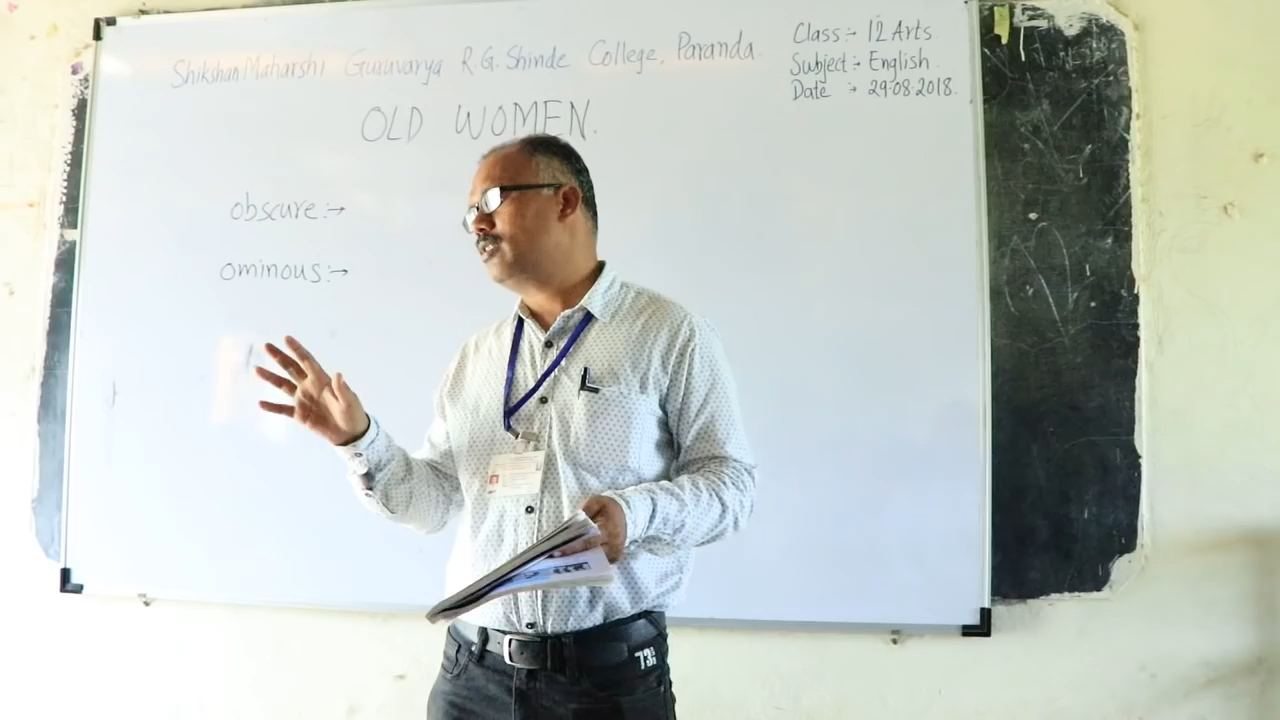 Shikshan Maharshi Guruvarya R.G. Shinde College, Paranda.
Class :- 12 Arts.
Subject :- English.
Date :- 29.08.2018.
OLD WOMEN.
obscure :→
ominous :→
73